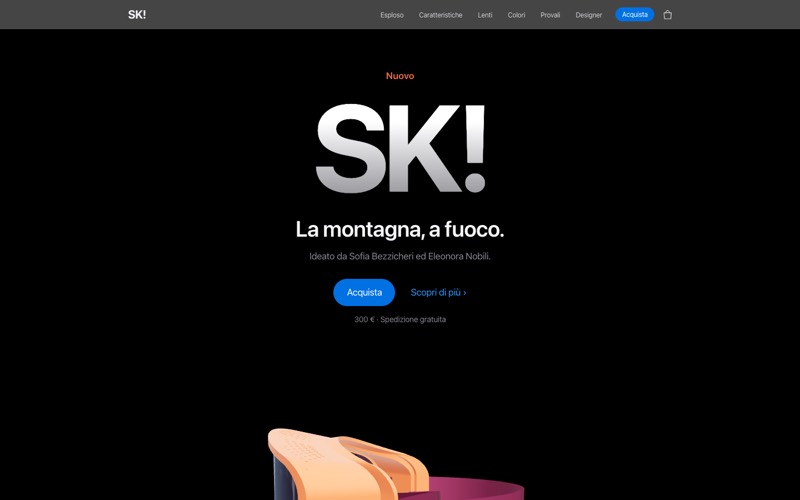 SK!
Esploso Caratteristiche Lenti Colori Provali Designer Acquista
Nuovo
SK!
La montagna, a fuoco.
Ideato da Sofia Bezzicheri ed Eleonora Nobili.
Acquista Scopri di più ›
300 € · Spedizione gratuita